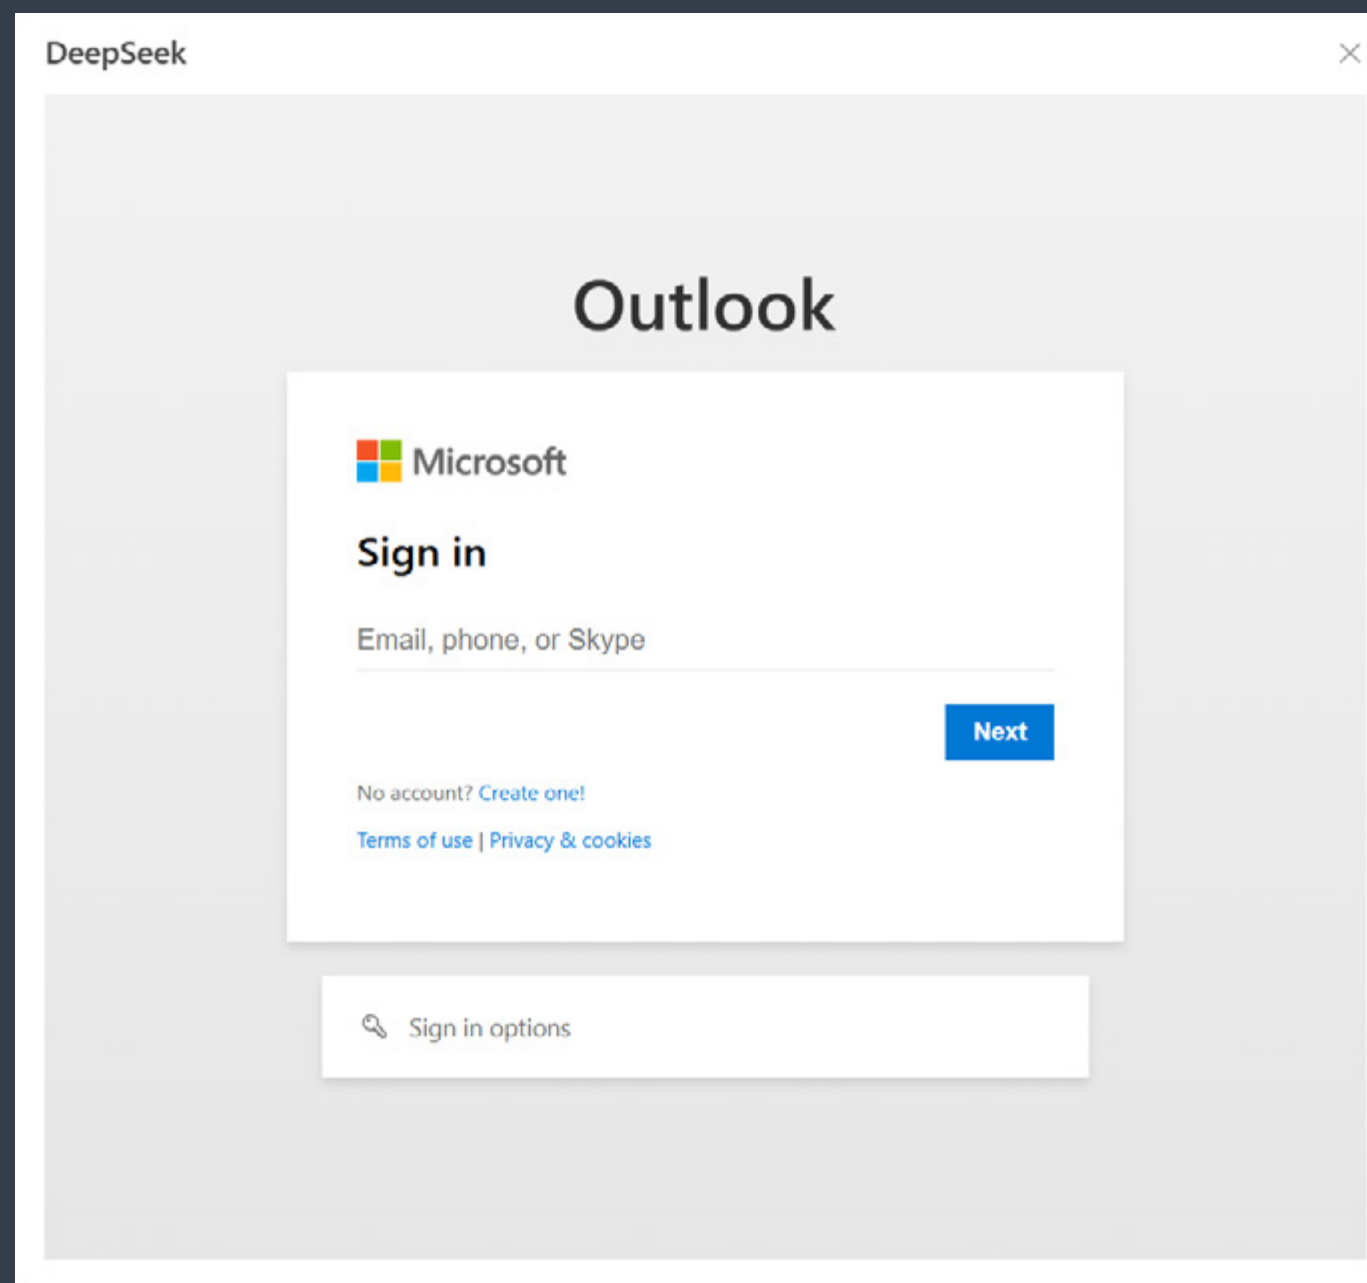 DeepSeek
Outlook
Microsoft
Sign in
Email, phone, or Skype
Next
No account? Create one!
Terms of use | Privacy & cookies
Sign in options